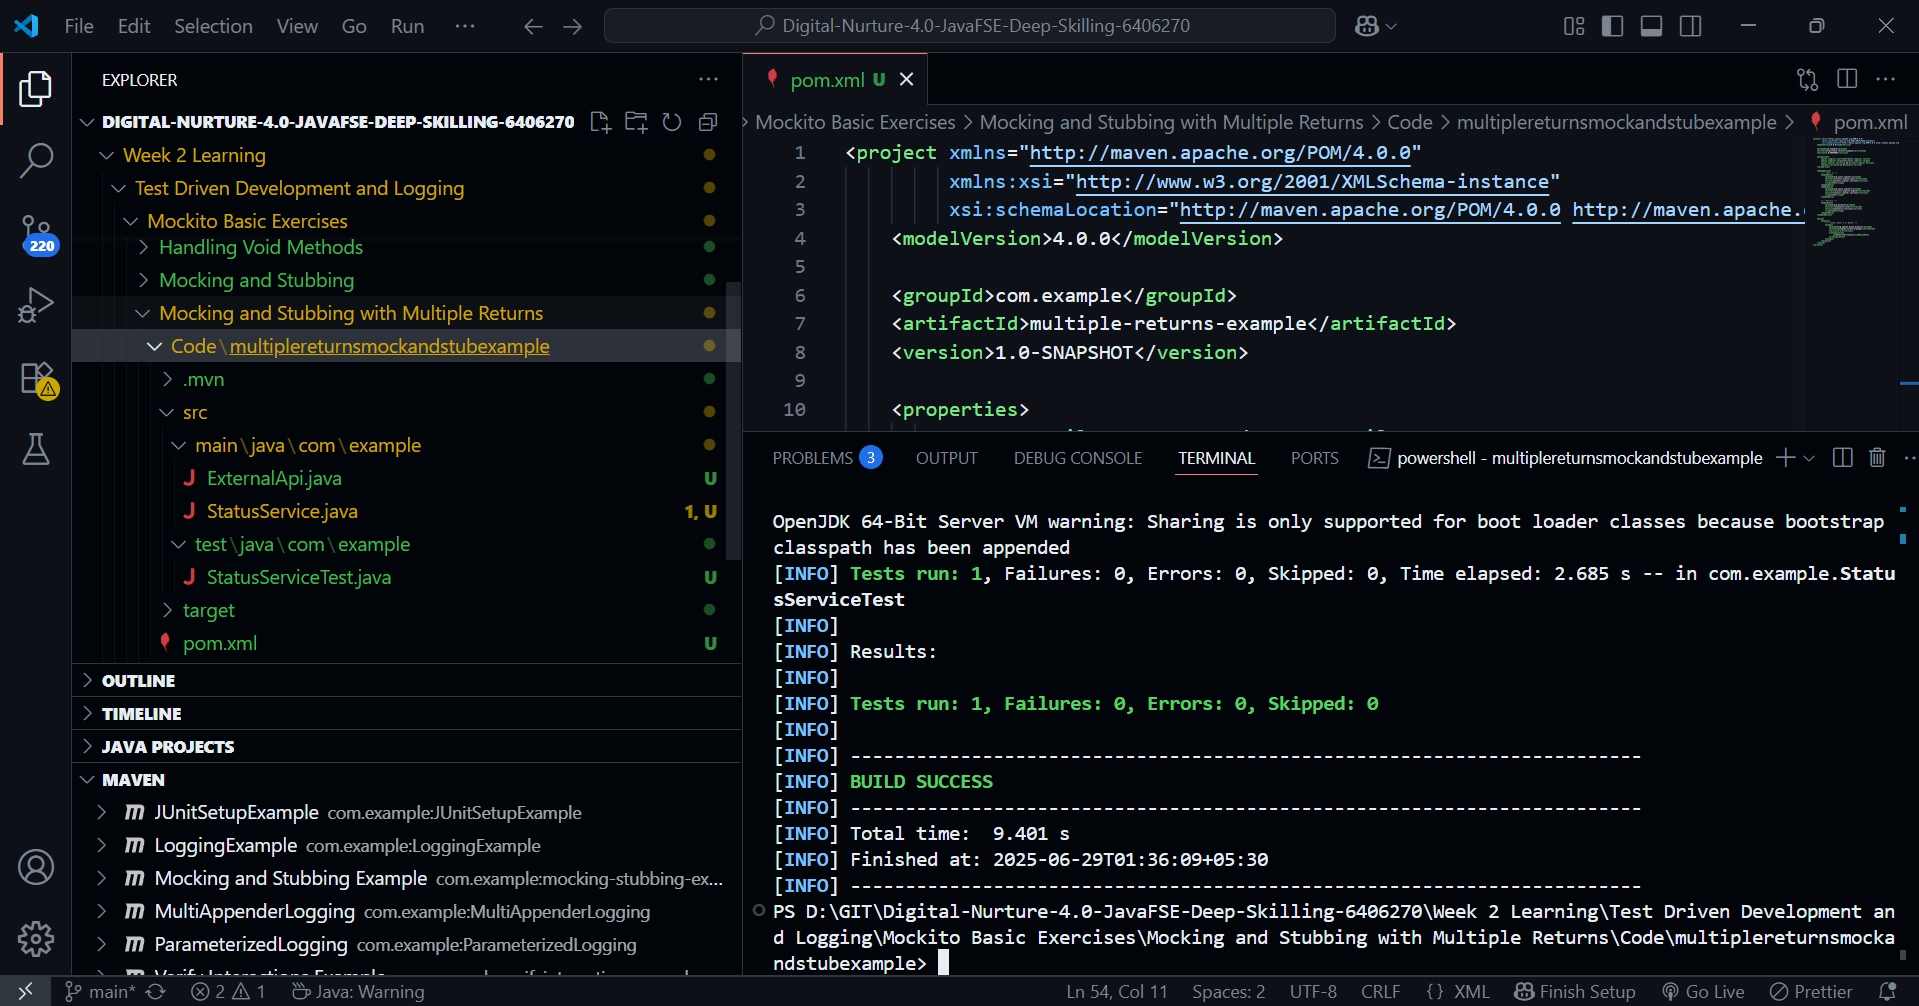 File Edit Selection View Go Run ···
Digital-Nurture-4.0-JavaFSE-Deep-Skilling-6406270
EXPLORER
DIGITAL-NURTURE-4.0-JAVAFSE-DEEP-SKILLING-6406270
Week 2 Learning
Test Driven Development and Logging
Mockito Basic Exercises
Handling Void Methods
Mocking and Stubbing
Mocking and Stubbing with Multiple Returns
Code\multiplereturnsmockandstubexample
.mvn
src
main\java\com\example
ExternalApi.java U
StatusService.java 1, U
test\java\com\example
StatusServiceTest.java U
target
pom.xml U
OUTLINE
TIMELINE
JAVA PROJECTS
MAVEN
JUnitSetupExample com.example:JUnitSetupExample
LoggingExample com.example:LoggingExample
Mocking and Stubbing Example com.example:mocking-stubbing-ex...
MultiAppenderLogging com.example:MultiAppenderLogging
ParameterizedLogging com.example:ParameterizedLogging
220
pom.xml U
Mockito Basic Exercises > Mocking and Stubbing with Multiple Returns > Code > multiplereturnsmockandstubexample > pom.xml
1 <project xmlns="http://maven.apache.org/POM/4.0.0"
2 xmlns:xsi="http://www.w3.org/2001/XMLSchema-instance"
3 xsi:schemaLocation="http://maven.apache.org/POM/4.0.0 http://maven.apache.
4 <modelVersion>4.0.0</modelVersion>
5
6 <groupId>com.example</groupId>
7 <artifactId>multiple-returns-example</artifactId>
8 <version>1.0-SNAPSHOT</version>
9
10 <properties>
PROBLEMS 3 OUTPUT DEBUG CONSOLE TERMINAL PORTS powershell - multiplereturnsmockandstubexample
OpenJDK 64-Bit Server VM warning: Sharing is only supported for boot loader classes because bootstrap
classpath has been appended
[INFO] Tests run: 1, Failures: 0, Errors: 0, Skipped: 0, Time elapsed: 2.685 s -- in com.example.Statu
sServiceTest
[INFO]
[INFO] Results:
[INFO]
[INFO] Tests run: 1, Failures: 0, Errors: 0, Skipped: 0
[INFO]
[INFO] ------------------------------------------------------------------------
[INFO] BUILD SUCCESS
[INFO] ------------------------------------------------------------------------
[INFO] Total time:  9.401 s
[INFO] Finished at: 2025-06-29T01:36:09+05:30
[INFO] ------------------------------------------------------------------------
PS D:\GIT\Digital-Nurture-4.0-JavaFSE-Deep-Skilling-6406270\Week 2 Learning\Test Driven Development an
d Logging\Mockito Basic Exercises\Mocking and Stubbing with Multiple Returns\Code\multiplereturnsmocka
ndstubexample>
main* 2 1 Java: Warning Ln 54, Col 11 Spaces: 2 UTF-8 CRLF {} XML Finish Setup Go Live Prettier